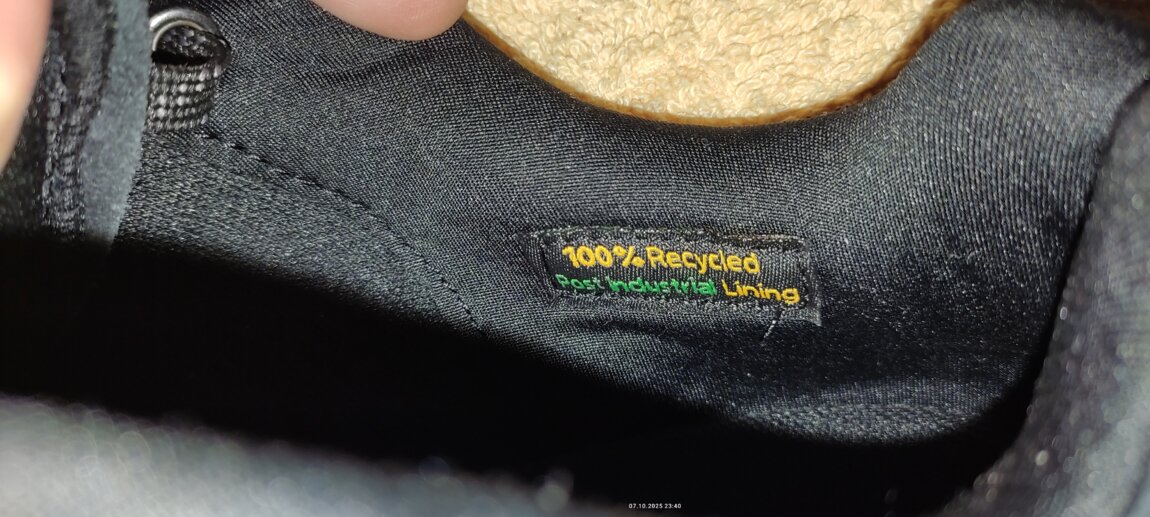 100% Recycled
Post Industrial Lining
07.10.2025 23:40